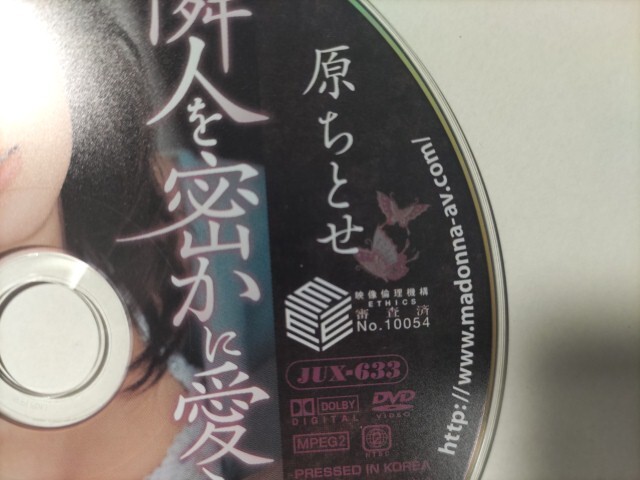 隣人を密かに愛
原ちとせ
映像倫理機構
ETHICS
審査済
No.10054
JUX-633
DOLBY
DIGITAL
DVD
VIDEO
MPEG2
2
NTSC
PRESSED IN KOREA
http://www.madonna-av.com/